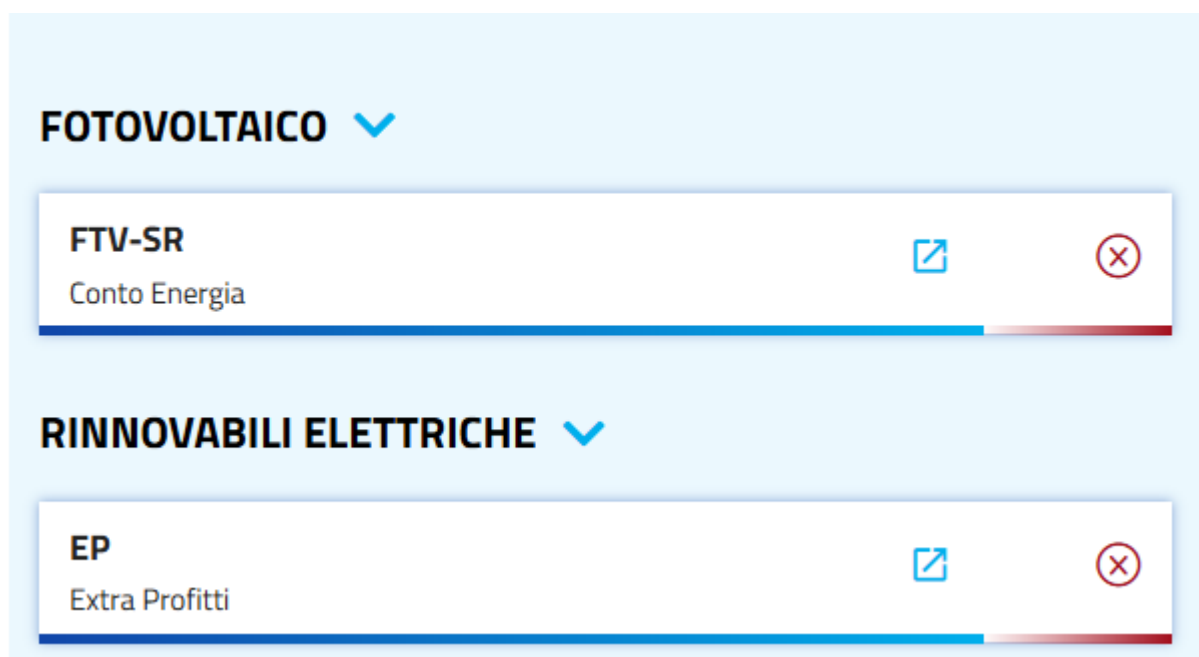 FOTOVOLTAICO
FTV-SR
Conto Energia
RINNOVABILI ELETTRICHE
EP
Extra Profitti